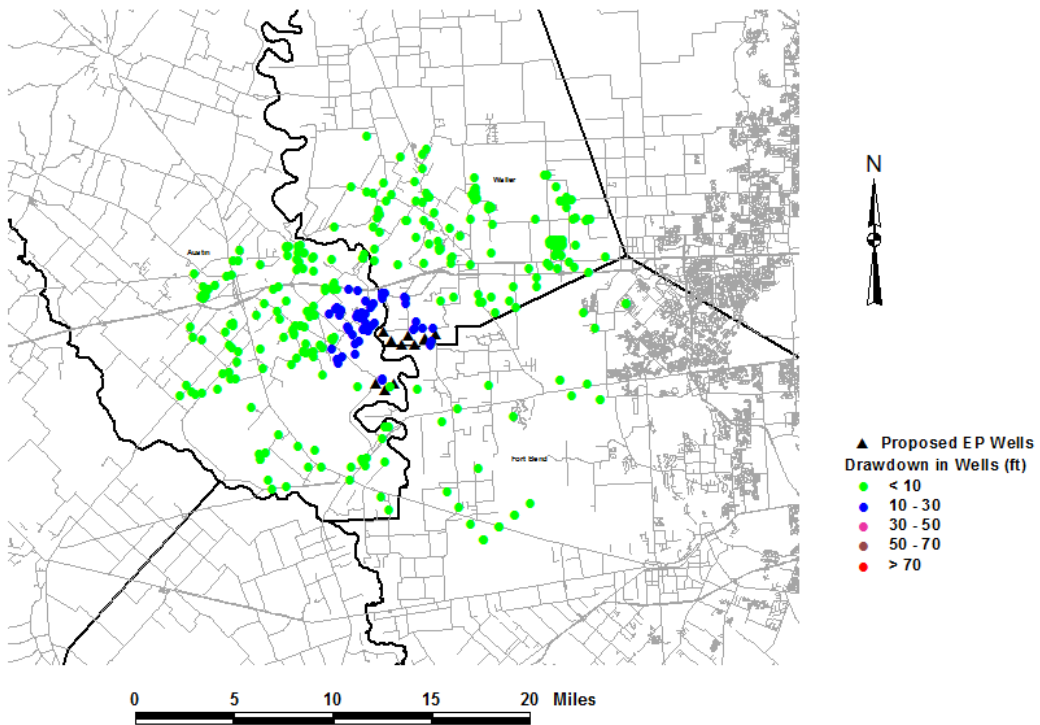 N
Waller
Austin
Fort Bend
▲ Proposed EP Wells
Drawdown in Wells (ft)
< 10
10 - 30
30 - 50
50 - 70
> 70
0 5 10 15 20 Miles